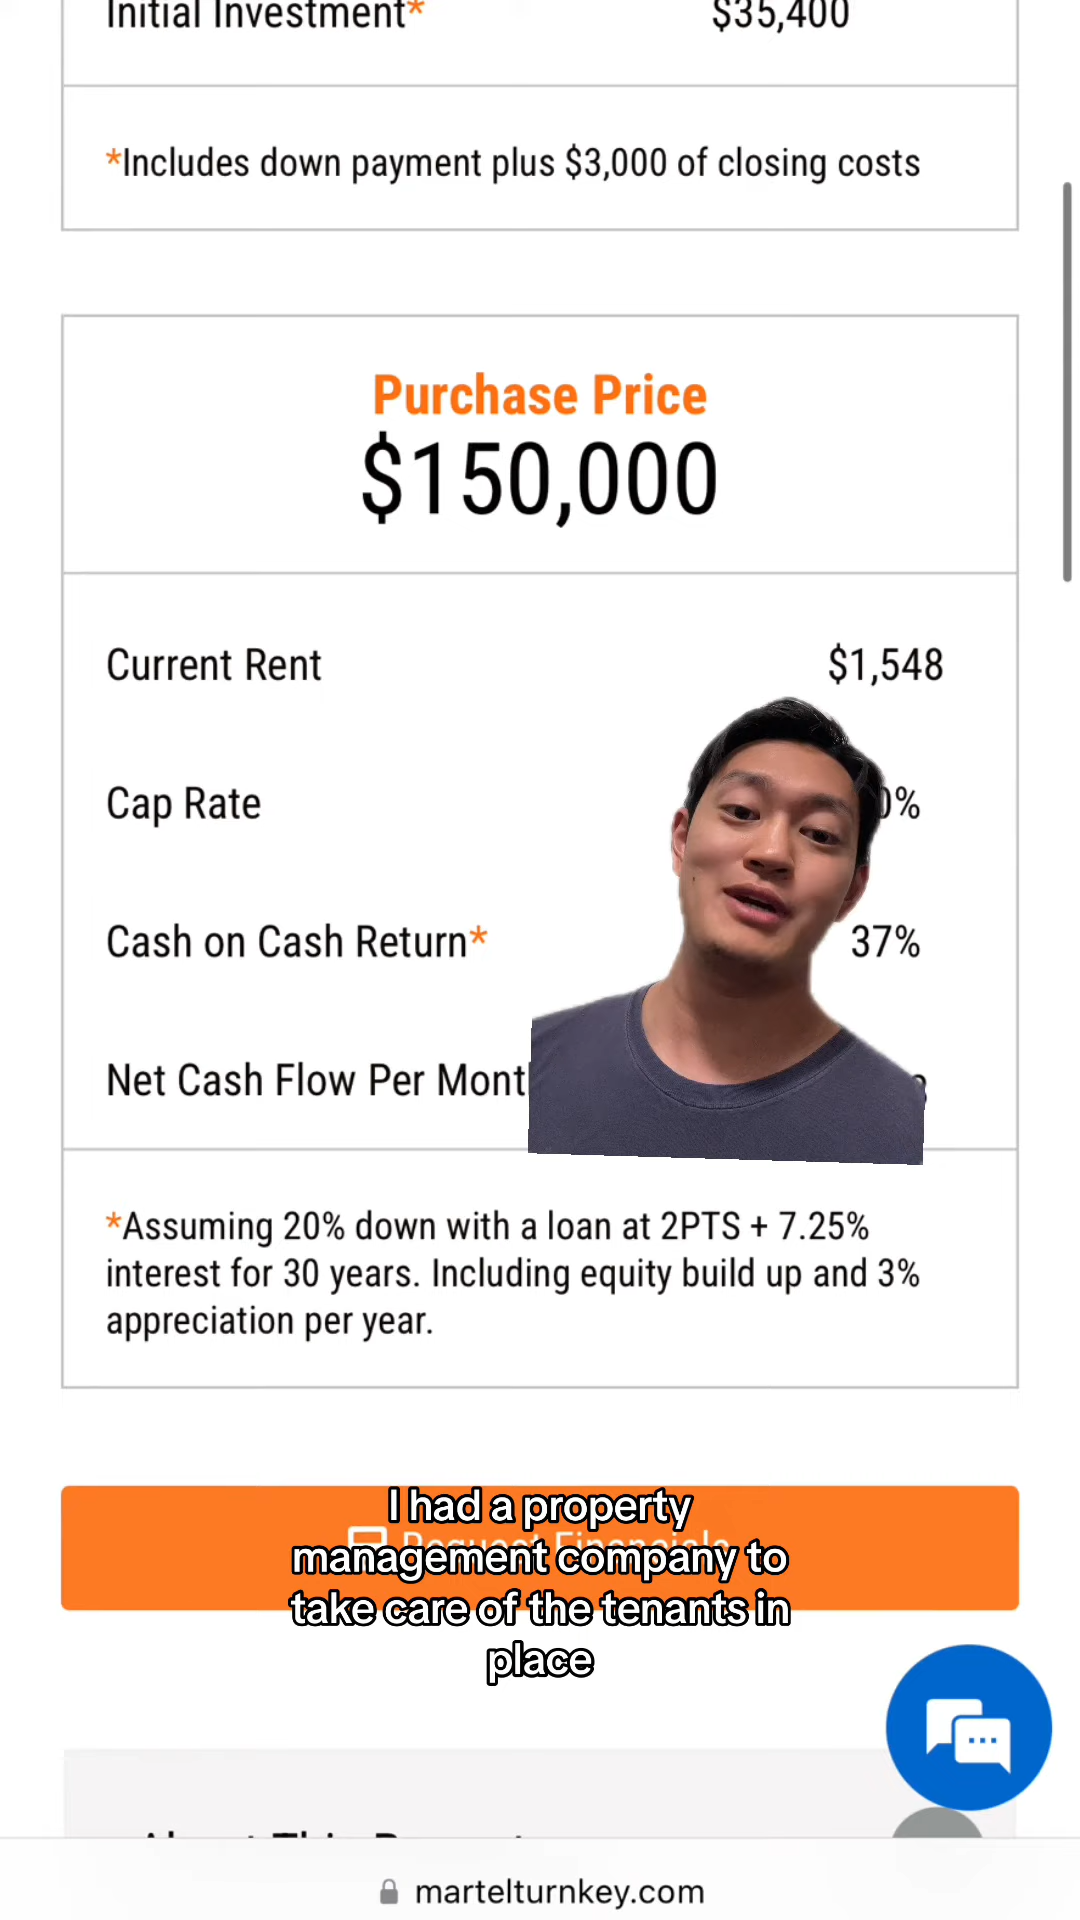 Initial Investment* $35,400
*Includes down payment plus $3,000 of closing costs
Purchase Price
$150,000
Current Rent $1,548
Cap Rate 0%
Cash on Cash Return* 37%
Net Cash Flow Per
*Assuming 20% down with a loan at 2PTS + 7.25%
interest for 30 years. Including equity build up and 3%
appreciation per year.
I had a property
management company to
take care of the tenants in
place
martelturnkey.com